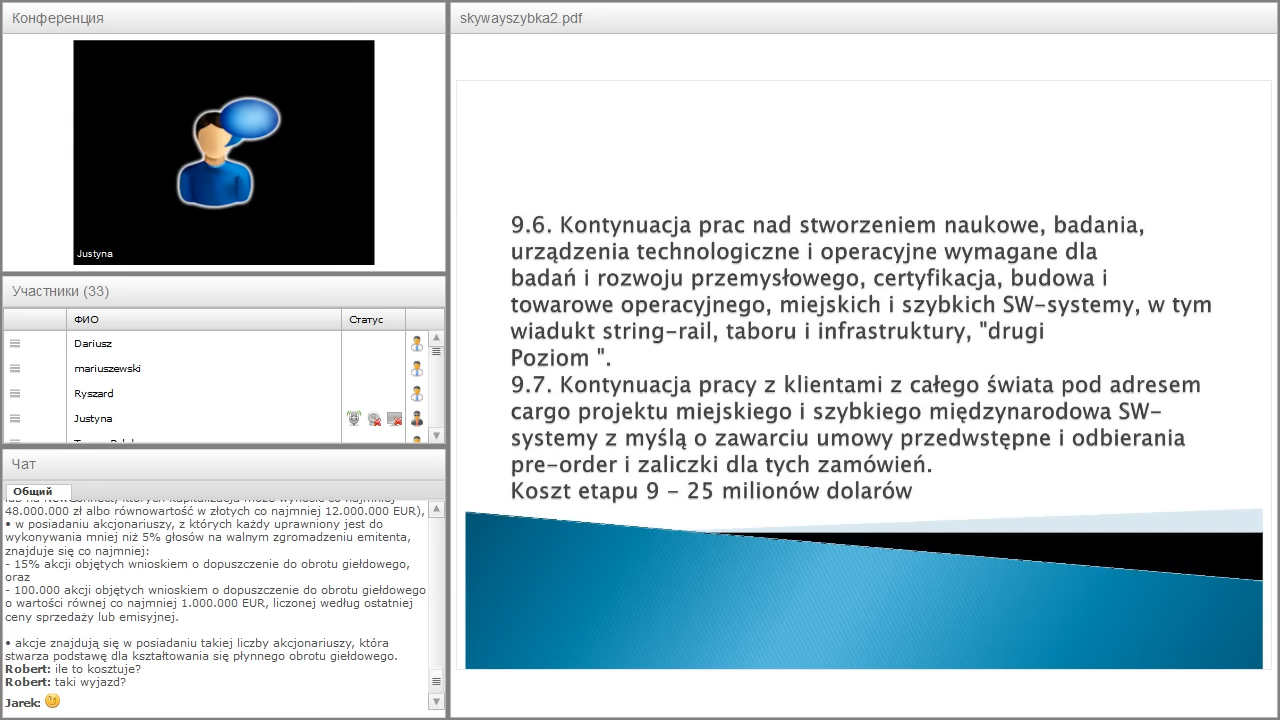 Конференция
Justyna
Участники (33)
ФИО
Статус
Dariusz
mariuszewski
Ryszard
Justyna
Чат
Общий
48.000.000 zł albo równowartość w złotych co najmniej 12.000.000 EUR),
• w posiadaniu akcjonariuszy, z których każdy uprawniony jest do
wykonywania mniej niż 5% głosów na walnym zgromadzeniu emitenta,
znajduje się co najmniej:
- 15% akcji objętych wnioskiem o dopuszczenie do obrotu giełdowego,
oraz
- 100.000 akcji objętych wnioskiem o dopuszczenie do obrotu giełdowego
o wartości równej co najmniej 1.000.000 EUR, liczonej według ostatniej
ceny sprzedaży lub emisyjnej.
• akcje znajdują się w posiadaniu takiej liczby akcjonariuszy, która
stwarza podstawę dla kształtowania się płynnego obrotu giełdowego.
Robert: ile to kosztuje?
Robert: taki wyjazd?
Jarek:
skywayszybka2.pdf
9.6. Kontynuacja prac nad stworzeniem naukowe, badania,
urządzenia technologiczne i operacyjne wymagane dla
badań i rozwoju przemysłowego, certyfikacja, budowa i
towarowe operacyjnego, miejskich i szybkich SW-systemy, w tym
wiadukt string-rail, taboru i infrastruktury, "drugi
Poziom ".
9.7. Kontynuacja pracy z klientami z całego świata pod adresem
cargo projektu miejskiego i szybkiego międzynarodowa SW-
systemy z myślą o zawarciu umowy przedwstępne i odbierania
pre-order i zaliczki dla tych zamówień.
Koszt etapu 9 - 25 milionów dolarów